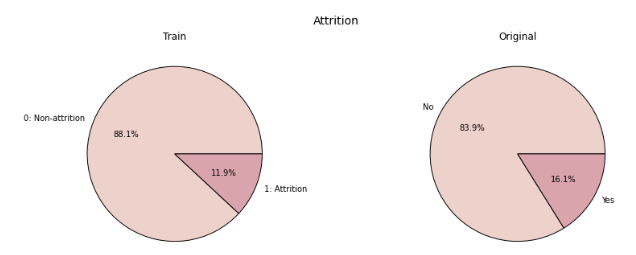 Attrition
Train
0: Non-attrition
88.1%
11.9%
1: Attrition
Original
No
83.9%
16.1%
Yes